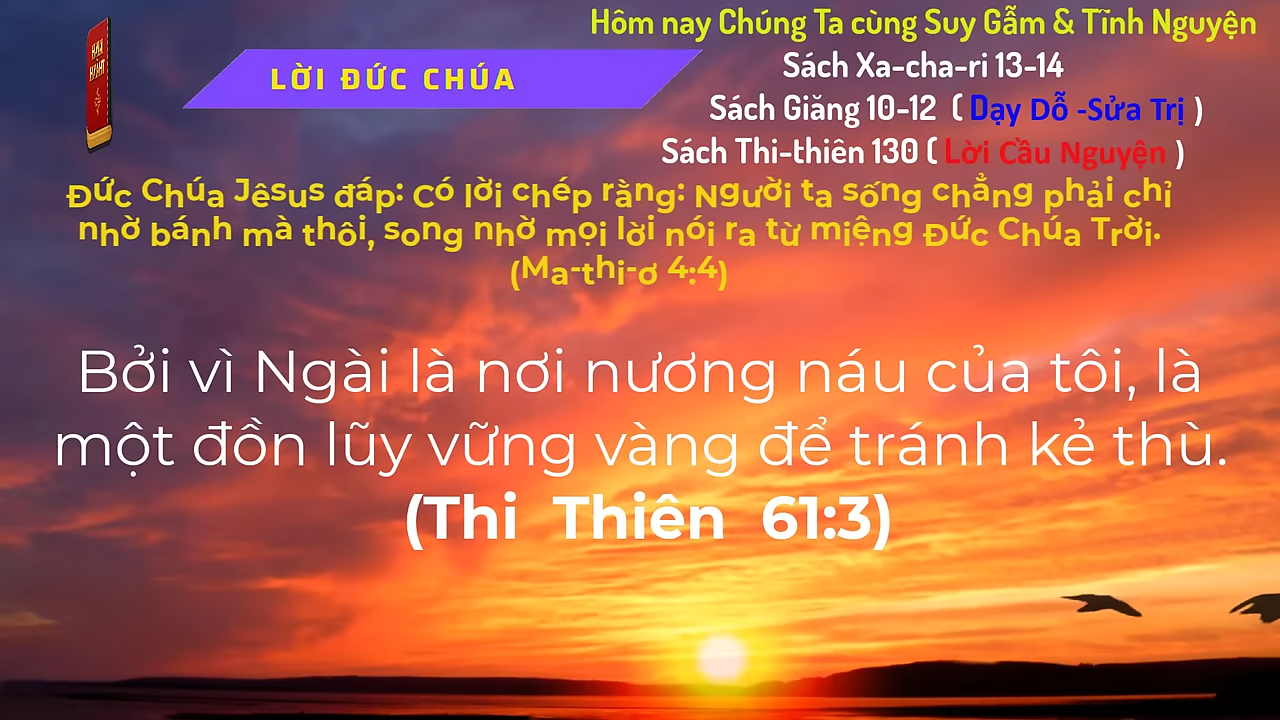 Hôm nay Chúng Ta cùng Suy Gẫm & Tĩnh Nguyện
Sách Xa-cha-ri 13-14
LỜI ĐỨC CHÚA
Sách Giăng 10-12 ( Dạy Dỗ -Sửa Trị )
Sách Thi-thiên 130 ( Lời Cầu Nguyện )
Đức Chúa Jêsus đáp: Có lời chép rằng: Người ta sống chẳng phải chỉ
nhờ bánh mà thôi, song nhờ mọi lời nói ra từ miệng Đức Chúa Trời.
(Ma-thi-ơ 4:4)
Bởi vì Ngài là nơi nương náu của tôi, là
một đồn lũy vững vàng để tránh kẻ thù.
(Thi Thiên 61:3)